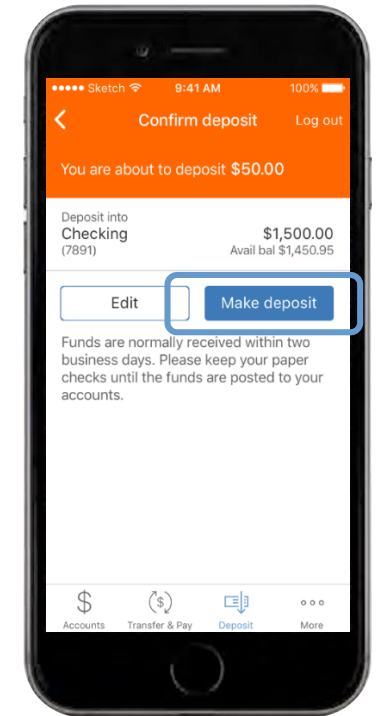 Sketch 9:41 AM 100%
Confirm deposit Log out
You are about to deposit $50.00
Deposit into
Checking $1,500.00
(7891) Avail bal $1,450.95
Edit Make deposit
Funds are normally received within two
business days. Please keep your paper
checks until the funds are posted to your
accounts.
$ $
Accounts Transfer & Pay Deposit More